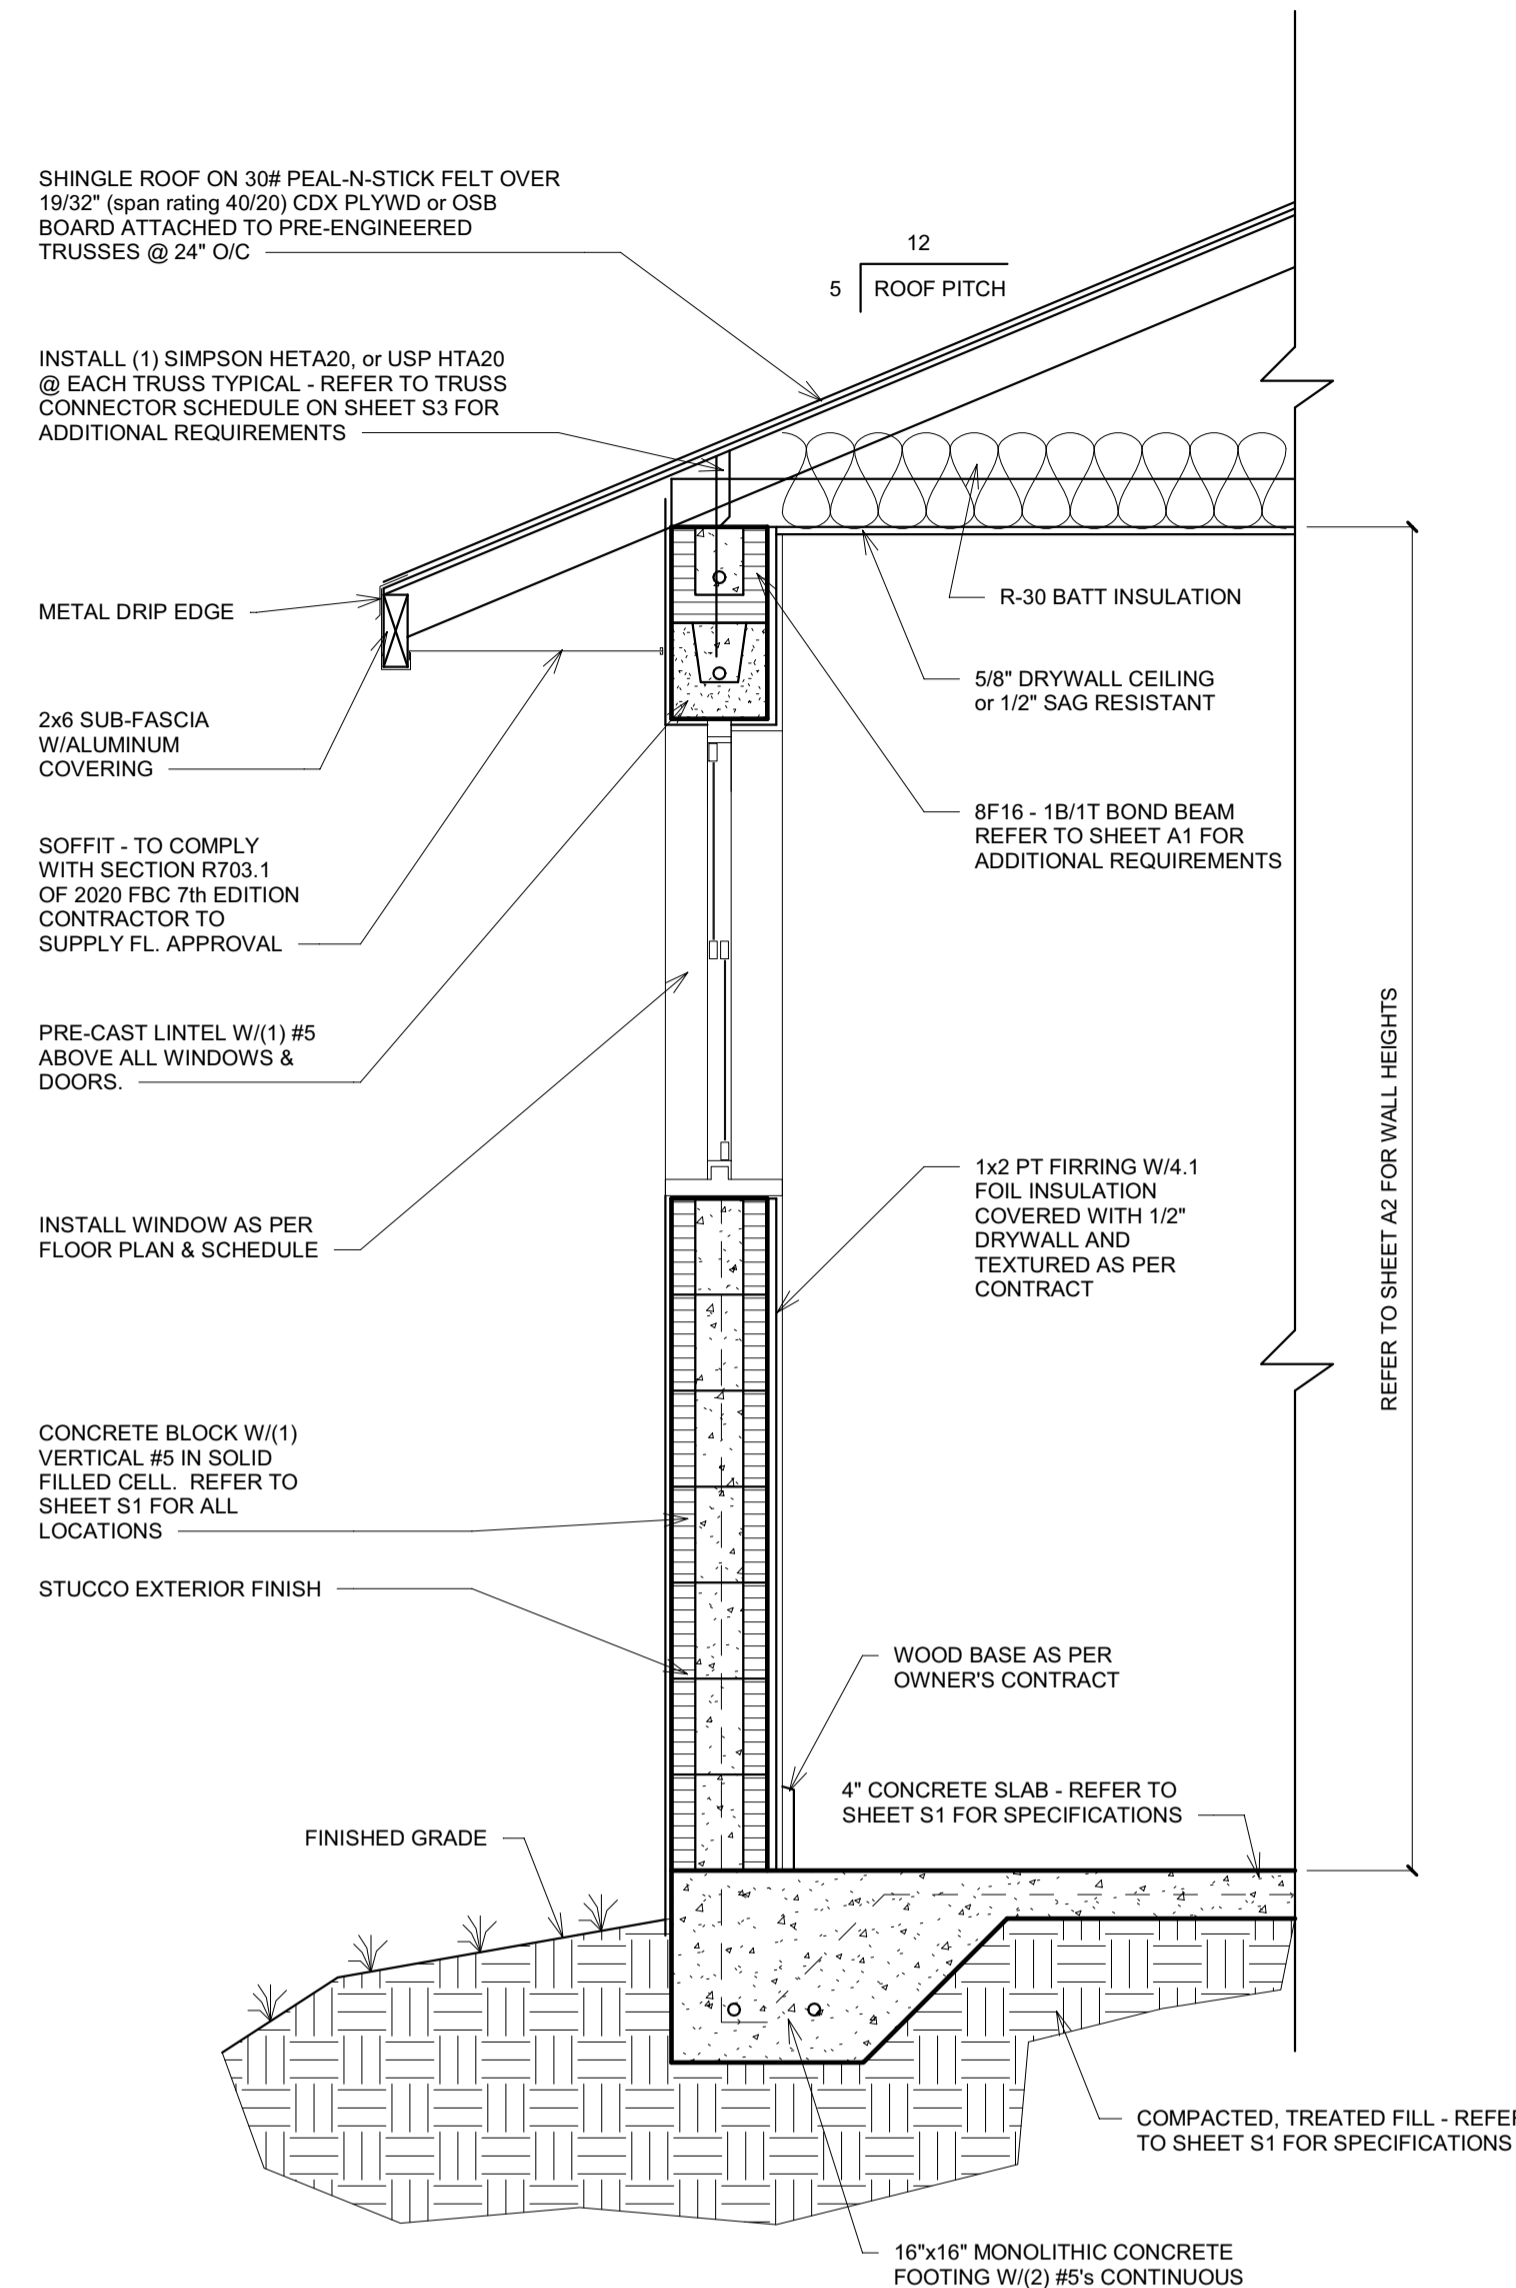 SHINGLE ROOF ON 30# PEAL-N-STICK FELT OVER
19/32" (span rating 40/20) CDX PLYWD or OSB
BOARD ATTACHED TO PRE-ENGINEERED
TRUSSES @ 24" O/C
12
5
ROOF PITCH
INSTALL (1) SIMPSON HETA20, or USP HTA20
@ EACH TRUSS TYPICAL - REFER TO TRUSS
CONNECTOR SCHEDULE ON SHEET S3 FOR
ADDITIONAL REQUIREMENTS
METAL DRIP EDGE
R-30 BATT INSULATION
5/8" DRYWALL CEILING
or 1/2" SAG RESISTANT
2x6 SUB-FASCIA
W/ALUMINUM
COVERING
8F16 - 1B/1T BOND BEAM
REFER TO SHEET A1 FOR
ADDITIONAL REQUIREMENTS
SOFFIT - TO COMPLY
WITH SECTION R703.1
OF 2020 FBC 7th EDITION
CONTRACTOR TO
SUPPLY FL. APPROVAL
PRE-CAST LINTEL W/(1) #5
ABOVE ALL WINDOWS &
DOORS.
REFER TO SHEET A2 FOR WALL HEIGHTS
1x2 PT FIRRING W/4.1
FOIL INSULATION
COVERED WITH 1/2"
DRYWALL AND
TEXTURED AS PER
CONTRACT
INSTALL WINDOW AS PER
FLOOR PLAN & SCHEDULE
CONCRETE BLOCK W/(1)
VERTICAL #5 IN SOLID
FILLED CELL.  REFER TO
SHEET S1 FOR ALL
LOCATIONS
STUCCO EXTERIOR FINISH
WOOD BASE AS PER
OWNER'S CONTRACT
4" CONCRETE SLAB - REFER TO
SHEET S1 FOR SPECIFICATIONS
FINISHED GRADE
COMPACTED, TREATED FILL - REFER
TO SHEET S1 FOR SPECIFICATIONS
16"x16" MONOLITHIC CONCRETE
FOOTING W/(2) #5's CONTINUOUS